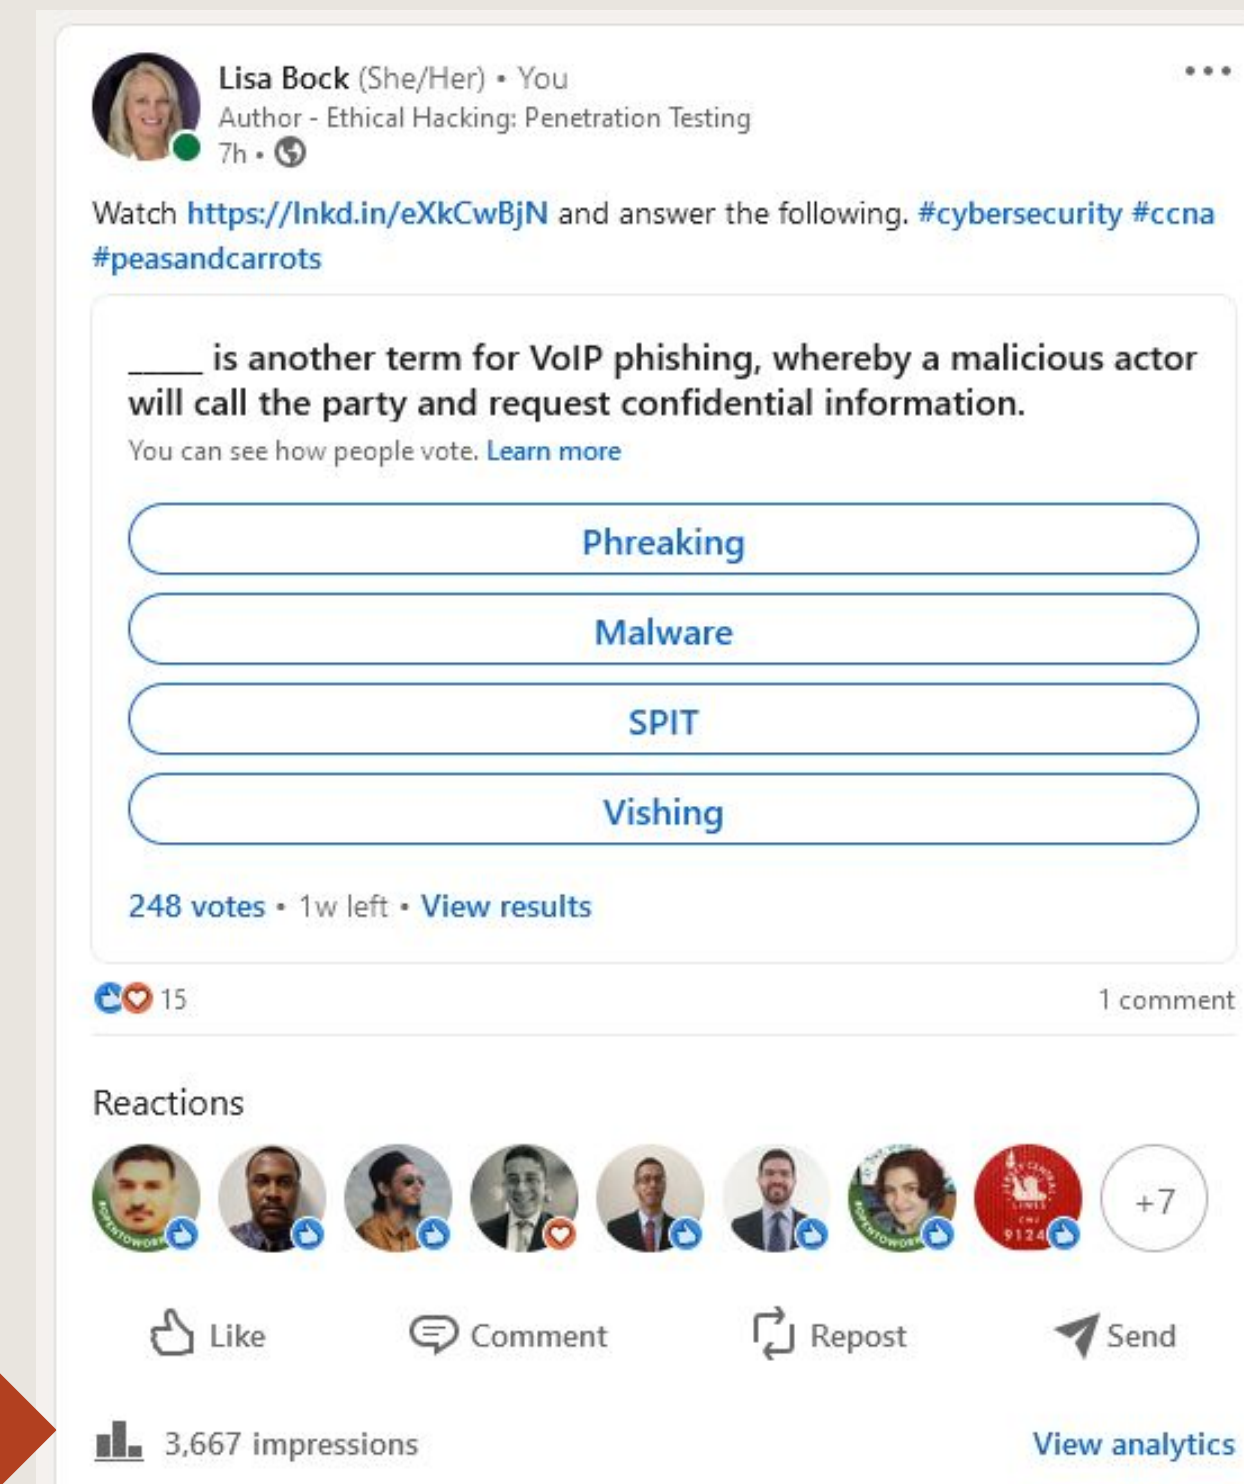 Lisa Bock (She/Her) • You
Author - Ethical Hacking: Penetration Testing
7h •
Watch https://lnkd.in/eXkCwBjN and answer the following. #cybersecurity #ccna
#peasandcarrots
_____ is another term for VoIP phishing, whereby a malicious actor
will call the party and request confidential information.
You can see how people vote. Learn more
Phreaking
Malware
SPIT
Vishing
248 votes • 1w left • View results
15
1 comment
Reactions
#OPENTOWORK
9124
+7
Like
Comment
Repost
Send
3,667 impressions
View analytics